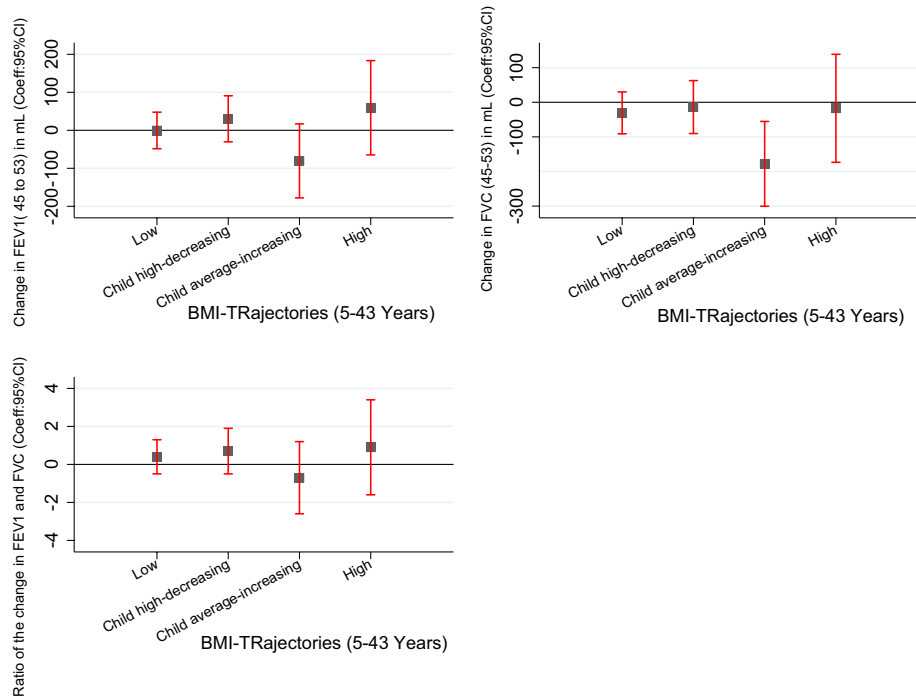 Change in FEV1( 45 to 53) in mL (Coeff:95%CI)
200
100
0
-100
-200
Low
Child high-decreasing
Child average-increasing
High
BMI-TRajectories (5-43 Years)
Change in FVC (45-53) in mL (Coeff:95%CI)
100
0
-100
-300
Low
Child high-decreasing
Child average-increasing
High
BMI-TRajectories (5-43 Years)
Ratio of the change in FEV1 and FVC (Coeff:95%CI)
4
2
0
-2
-4
Low
Child high-decreasing
Child average-increasing
High
BMI-TRajectories (5-43 Years)